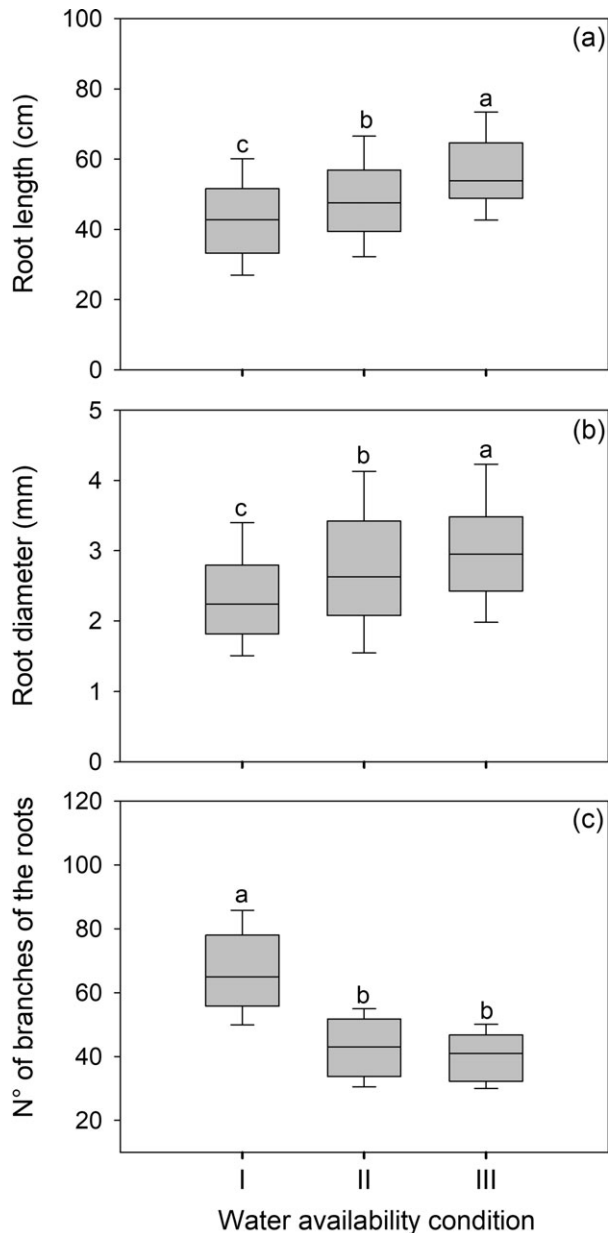 (a)
Root length (cm)
100
80
60
40
20
0
c
b
a
(b)
Root diameter (mm)
5
4
3
2
1
0
c
b
a
(c)
N° of branches of the roots
120
100
80
60
40
20
a
b
b
I II III
Water availability condition